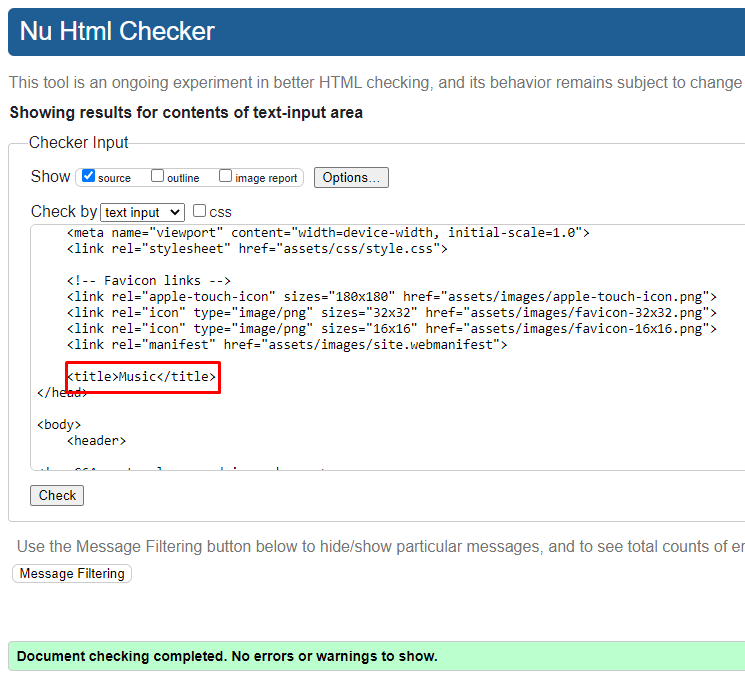 Nu Html Checker
This tool is an ongoing experiment in better HTML checking, and its behavior remains subject to change
Showing results for contents of text-input area
Checker Input
Show source outline image report Options...
Check by text input css
<meta name="viewport" content="width=device-width, initial-scale=1.0">
<link rel="stylesheet" href="assets/css/style.css">
<!-- Favicon links -->
<link rel="apple-touch-icon" sizes="180x180" href="assets/images/apple-touch-icon.png">
<link rel="icon" type="image/png" sizes="32x32" href="assets/images/favicon-32x32.png">
<link rel="icon" type="image/png" sizes="16x16" href="assets/images/favicon-16x16.png">
<link rel="manifest" href="assets/images/site.webmanifest">
<title>Music</title>
</head>
<body>
<header>
Check
Use the Message Filtering button below to hide/show particular messages, and to see total counts of er
Message Filtering
Document checking completed. No errors or warnings to show.